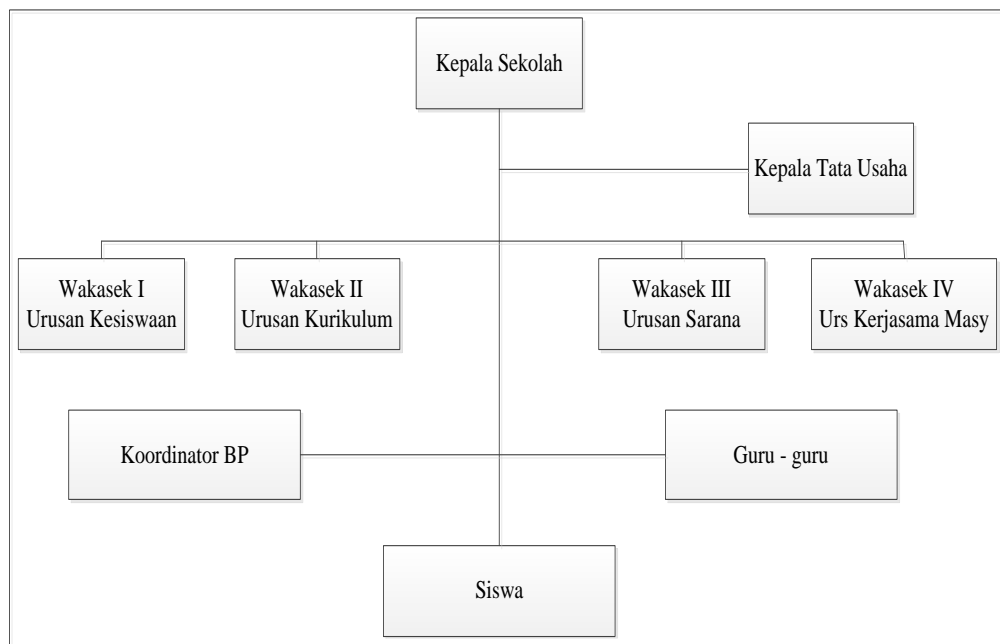 Kepala Sekolah
Kepala Tata Usaha
Wakasek I
Urusan Kesiswaan
Wakasek II
Urusan Kurikulum
Wakasek III
Urusan Sarana
Wakasek IV
Urs Kerjasama Masy
Koordinator BP
Guru - guru
Siswa